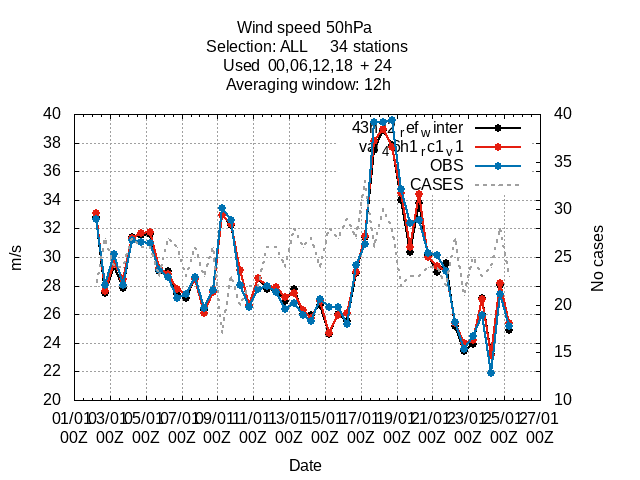 Wind speed 50hPa
Selection: ALL 34 stations
Used 00,06,12,18 + 24
Averaging window: 12h
40 40
38
36 35
34
32
30 30
28
26 25
24
22 20
20
15
10
m/s
No cases
OBS
CASES
01/01 03/01 05/01 07/01 09/01 11/01 13/01 15/01 17/01 19/01 21/01 23/01 25/01 27/01
00Z 00Z 00Z 00Z 00Z 00Z 00Z 00Z 00Z 00Z 00Z 00Z 00Z 00Z
Date